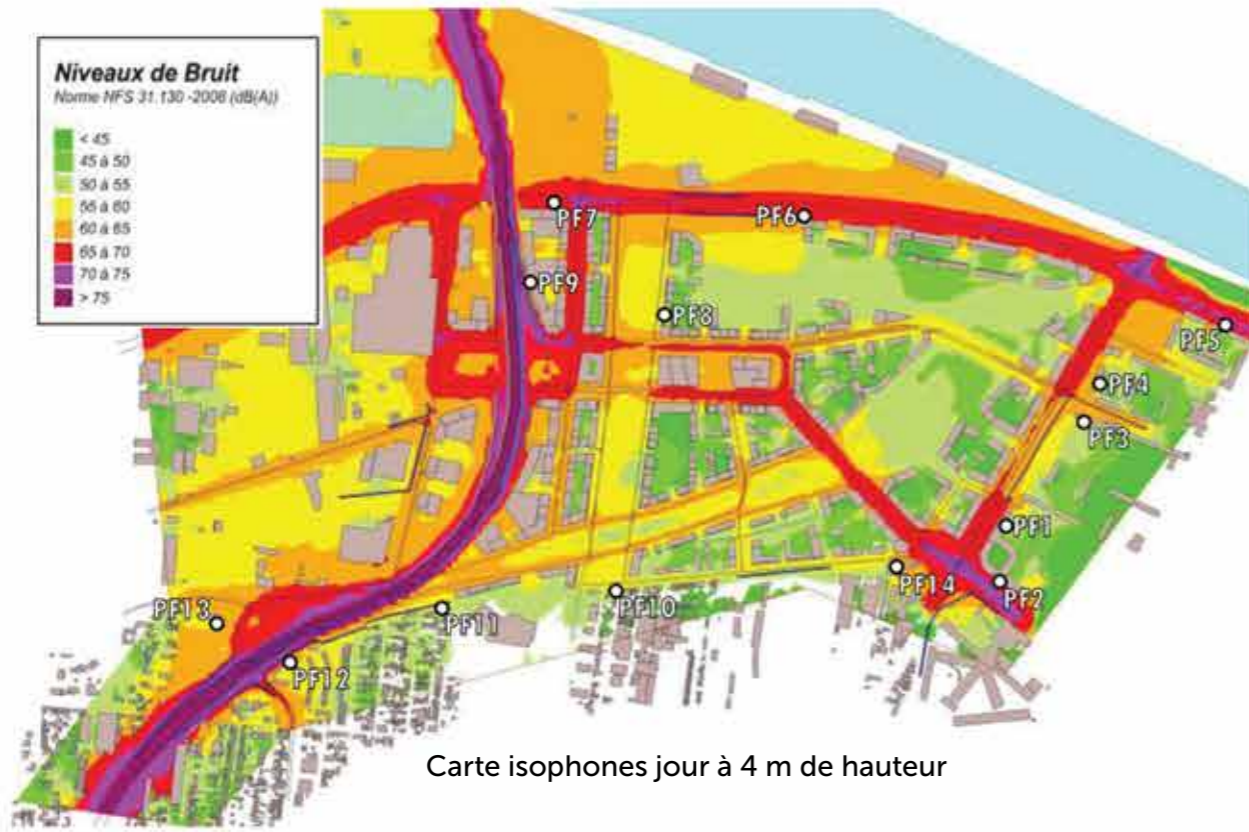 Niveaux de Bruit
Norme NFS 31.130 -2008 (dB(A))
< 45
45 à 50
50 à 55
55 à 60
60 à 65
65 à 70
70 à 75
> 75
PF7
PF6
PF9
PF8
PF5
PF4
PF3
PF1
PF14
PF2
PF10
PF11
PF13
PF12
Carte isophones jour à 4 m de hauteur